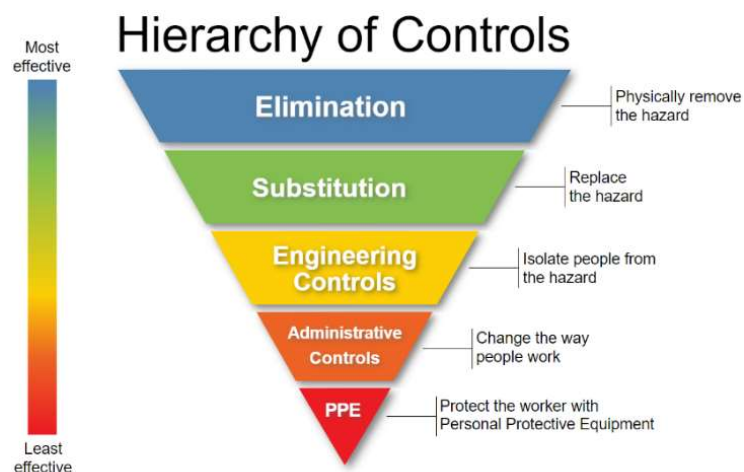 Hierarchy of Controls
Most
effective
Elimination
Physically remove
the hazard
Substitution
Replace
the hazard
Engineering
Controls
Isolate people from
the hazard
Administrative
Controls
Change the way
people work
PPE
Protect the worker with
Personal Protective Equipment
Least
effective